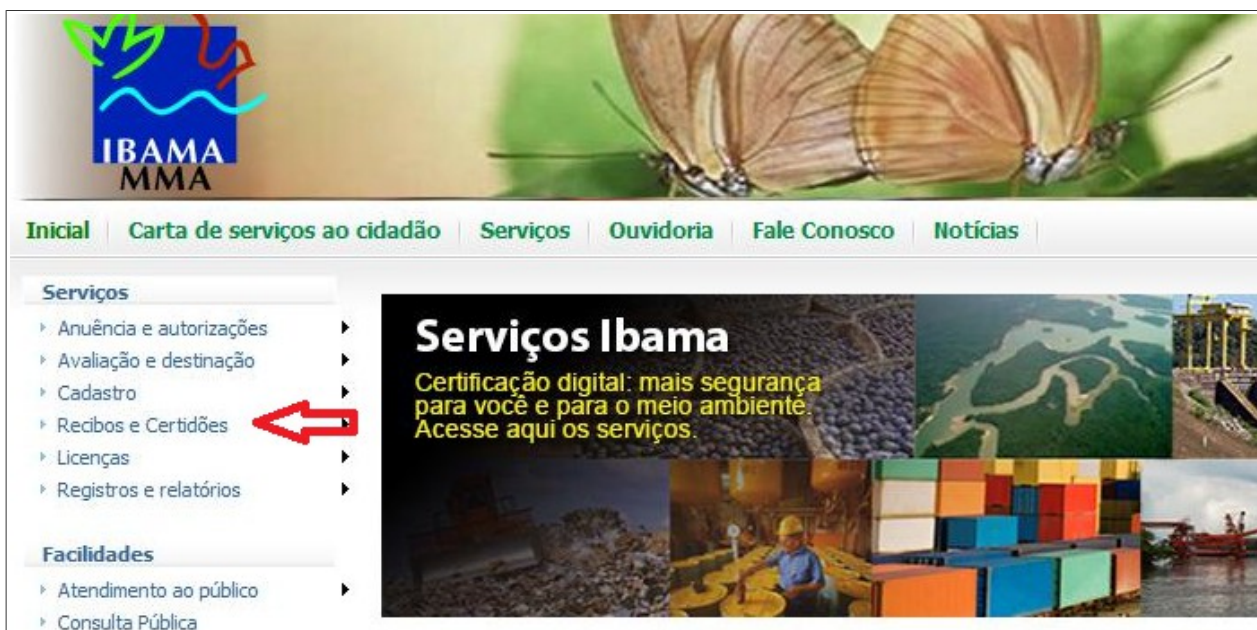 IBAMA
MMA
Inicial Carta de serviços ao cidadão Serviços Ouvidoria Fale Conosco Notícias
Serviços
Anuência e autorizações
Avaliação e destinação
Cadastro
Recibos e Certidões
Licenças
Registros e relatórios
Facilidades
Atendimento ao público
Consulta Pública
Serviços Ibama
Certificação digital: mais segurança
para você e para o meio ambiente.
Acesse aqui os serviços.